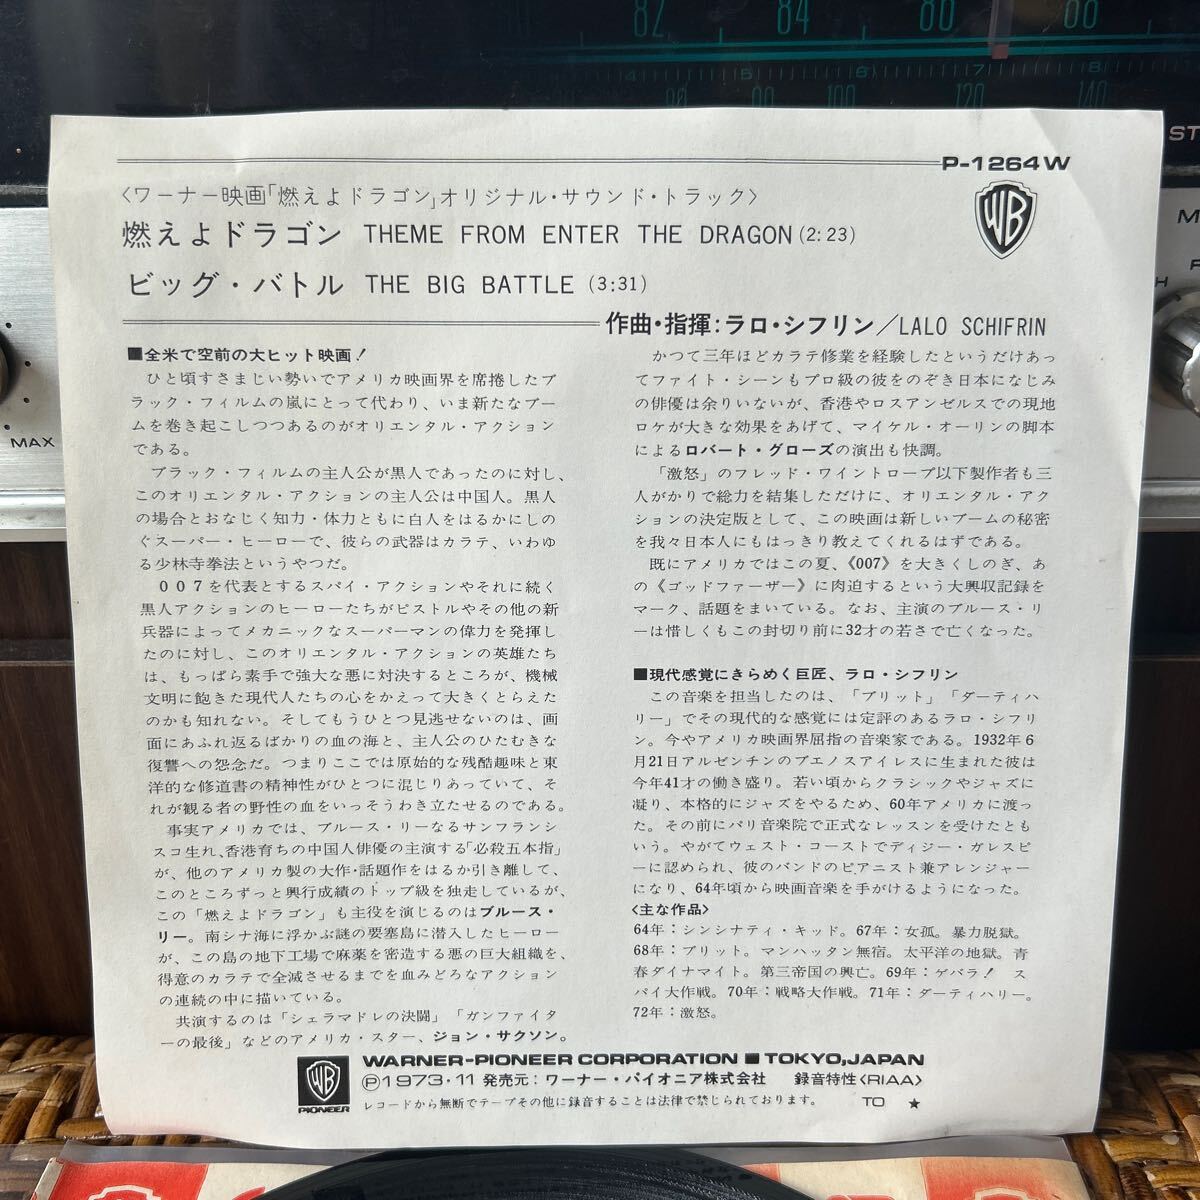 82 84 86 88
4 5 6 7 8
80 90 100 120 140
ST
MAX
M
P-1264W
〈ワーナー映画「燃えよドラゴン」オリジナル・サウンド・トラック〉
燃えよドラゴン THEME FROM ENTER THE DRAGON (2:23)
ビッグ・バトル THE BIG BATTLE (3:31)
作曲・指揮:ラロ・シフリン/LALO SCHIFRIN
■全米で空前の大ヒット映画!
ひと頃すさまじい勢いでアメリカ映画界を席捲したブ
ラック・フィルムの嵐にとって代わり、いま新たなブー
ムを巻き起こしつつあるのがオリエンタル・アクション
である。
ブラック・フィルムの主人公が黒人であったのに対し、
このオリエンタル・アクションの主人公は中国人。黒人
の場合とおなじく知力・体力ともに白人をはるかにしの
ぐスーパー・ヒーローで、彼らの武器はカラテ、いわゆ
る少林寺拳法というやつだ。
007を代表とするスパイ・アクションやそれに続く
黒人アクションのヒーローたちがピストルやその他の新
兵器によってメカニックなスーパーマンの偉力を発揮し
たのに対し、このオリエンタル・アクションの英雄たち
は、もっぱら素手で強大な悪に対決するところが、機械
文明に飽きた現代人たちの心をかえって大きくとらえた
のかも知れない。そしてもうひとつ見逃せないのは、画
面にあふれ返るばかりの血の海と、主人公のひたむきな
復讐への怨念だ。つまりここでは原始的な残酷趣味と東
洋的な修道書の精神性がひとつに混じりあっていて、そ
れが観る者の野性の血をいっそうわき立たせるのである。
事実アメリカでは、ブルース・リーなるサンフランシ
スコ生れ、香港育ちの中国人俳優の主演する「必殺五本指」
が、他のアメリカ製の大作・話題作をはるか引き離して、
このところずっと興行成績のトップ級を独走しているが、
この「燃えよドラゴン」も主役を演じるのはブルース・
リー。南シナ海に浮かぶ謎の要塞島に潜入したヒーロー
が、この島の地下工場で麻薬を密造する悪の巨大組織を、
得意のカラテで全滅させるまでを血みどろなアクション
の連続の中に描いている。
共演するのは「シェラマドレの決闘」「ガンファイタ
ーの最後」などのアメリカ・スター、ジョン・サクソン。
かつて三年ほどカラテ修業を経験したというだけあっ
てファイト・シーンもプロ級の彼をのぞき日本になじみ
の俳優は余りいないが、香港やロスアンゼルスでの現地
ロケが大きな効果をあげて、マイケル・オーリンの脚本
によるロバート・グローズの演出も快調。
「激怒」のフレッド・ワイントローブ以下製作者も三
人がかりで総力を結集しただけに、オリエンタル・アク
ションの決定版として、この映画は新しいブームの秘密
を我々日本人にもはっきり教えてくれるはずである。
既にアメリカではこの夏、《007》を大きくしのぎ、あ
の《ゴッドファーザー》に肉迫するという大興収記録を
マーク、話題をまいている。なお、主演のブルース・リ
ーは惜しくもこの封切り前に32才の若さで亡くなった。
■現代感覚にきらめく巨匠、ラロ・シフリン
この音楽を担当したのは、「ブリット」「ダーティハ
リー」でその現代的な感覚には定評のあるラロ・シフリ
ン。今やアメリカ映画界屈指の音楽家である。1932年6
月21日アルゼンチンのブエノスアイレスに生まれた彼は
今年41才の働き盛り。若い頃からクラシックやジャズに
凝り、本格的にジャズをやるため、60年アメリカに渡っ
た。その前にパリ音楽院で正式なレッスンを受けたとも
いう。やがてウェスト・コーストでディジー・ガレスピ
ーに認められ、彼のバンドのピアニスト兼アレンジャー
になり、64年頃から映画音楽を手がけるようになった。
〈主な作品〉
64年:シンシナティ・キッド。67年:女狐。暴力脱獄。
68年:ブリット。マンハッタン無宿。太平洋の地獄。青
春ダイナマイト。第三帝国の興亡。69年:ゲバラ! ス
パイ大作戦。70年:戦略大作戦。71年:ダーティハリー。
72年:激怒。
WB
PIONEER
WARNER-PIONEER CORPORATION ■ TOKYO, JAPAN
Ⓟ1973・11 発売元:ワーナー・パイオニア株式会社 録音特性〈RIAA〉
レコードから無断でテープその他に録音することは法律で禁じられております。 TO ★